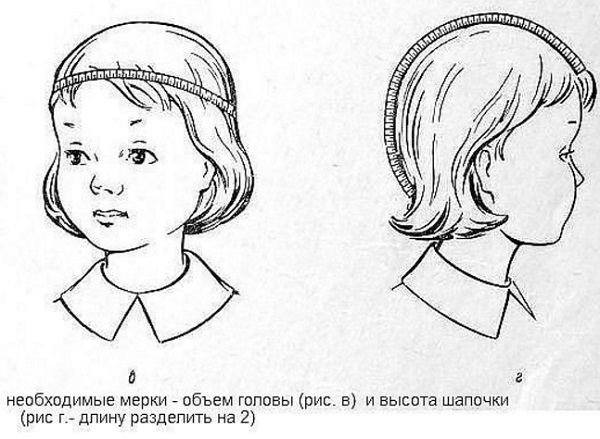 в
г
необходимые мерки - объем головы (рис. в) и высота шапочки
(рис г.- длину разделить на 2)